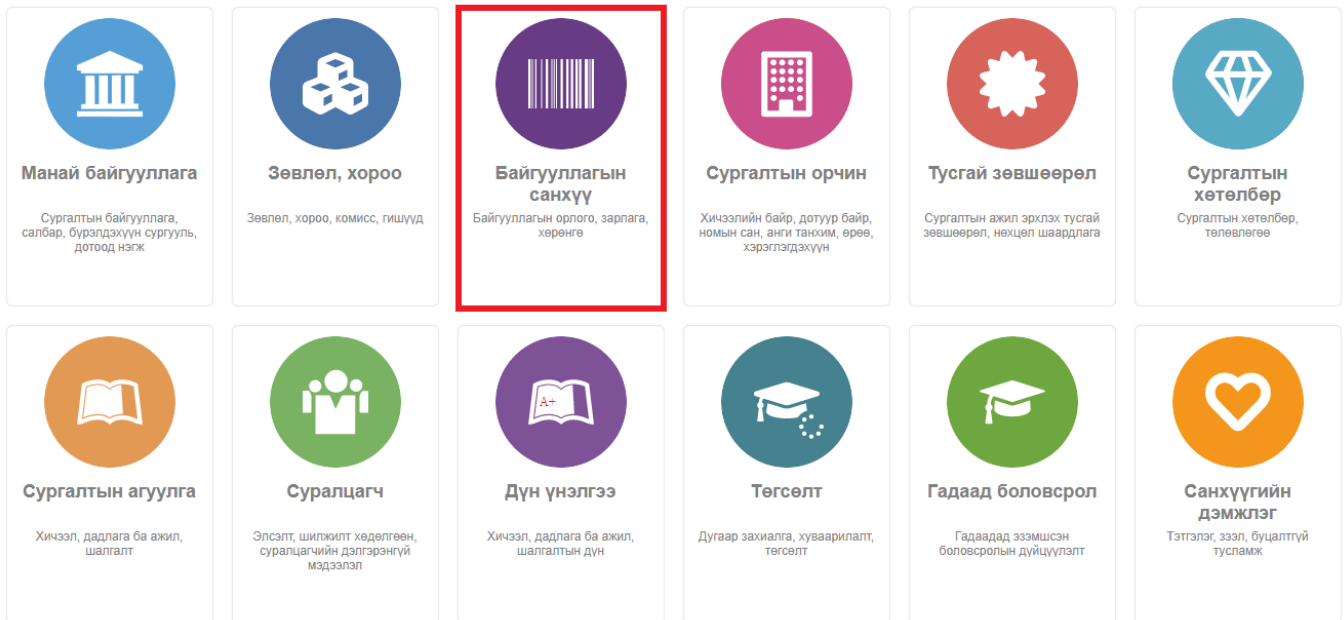 Манай байгууллага
Сургалтын байгууллага,
салбар, бүрэлдэхүүн сургууль,
дотоод нэгж
Зөвлөл, хороо
Зөвлөл, хороо, комисс, гишүүд
Байгууллагын
санхүү
Байгууллагын орлого, зарлага,
хөрөнгө
Сургалтын орчин
Хичээлийн байр, дотуур байр,
номын сан, анги танхим, өрөө,
хэрэглэгдэхүүн
Тусгай зөвшөөрөл
Сургалтын ажил эрхлэх тусгай
зөвшөөрөл, нөхцөл шаардлага
Сургалтын
хөтөлбөр
Сургалтын хөтөлбөр,
төлөвлөгөө
Сургалтын агуулга
Хичээл, дадлага ба ажил,
шалгалт
Суралцагч
Элсэлт, шилжилт хөдөлгөөн,
суралцагчийн дэлгэрэнгүй
мэдээлэл
A+
Дүн үнэлгээ
Хичээл, дадлага ба ажил,
шалгалтын дүн
Төгсөлт
Дугаар захиалга, хуваарилалт,
төгсөлт
Гадаад боловсрол
Гадаадад эзэмшсэн
боловсролын дүйцүүлэлт
Санхүүгийн
дэмжлэг
Тэтгэлэг, зээл, буцалтгүй
тусламж